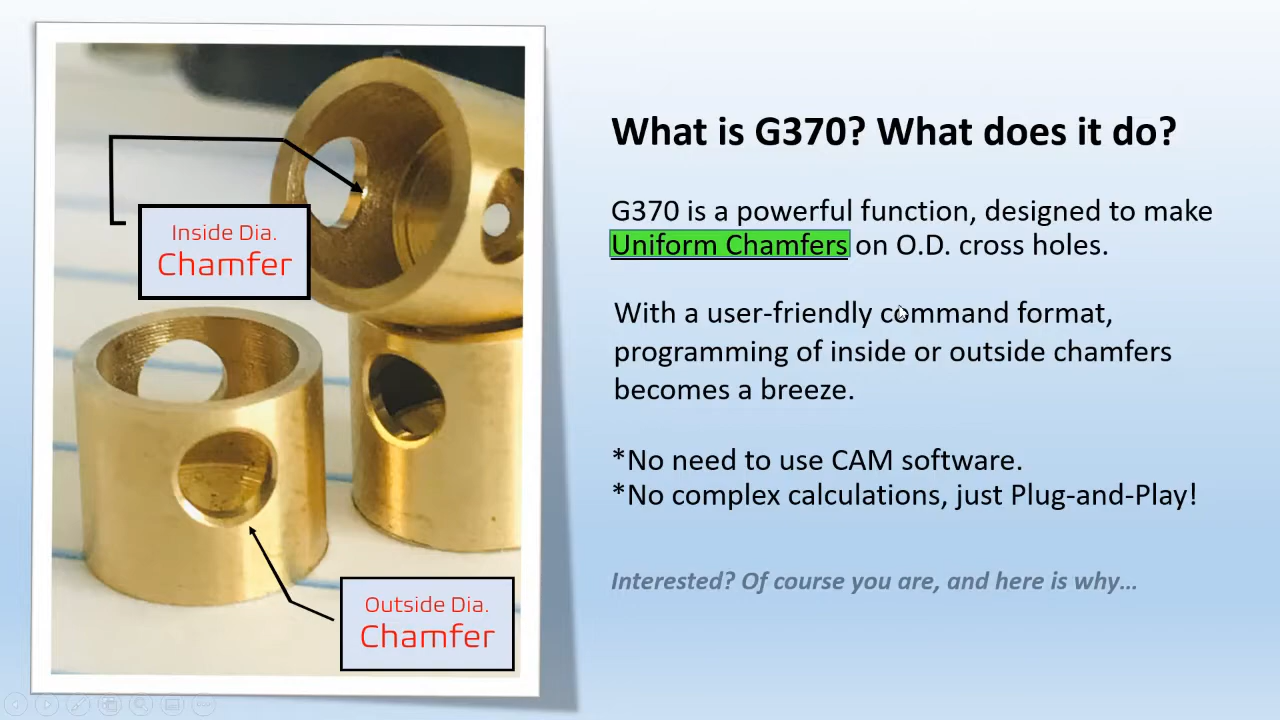 Inside Dia.
Chamfer
Outside Dia.
Chamfer
What is G370? What does it do?
G370 is a powerful function, designed to make
Uniform Chamfers on O.D. cross holes.
With a user-friendly command format,
programming of inside or outside chamfers
becomes a breeze.
*No need to use CAM software.
*No complex calculations, just Plug-and-Play!
Interested? Of course you are, and here is why...